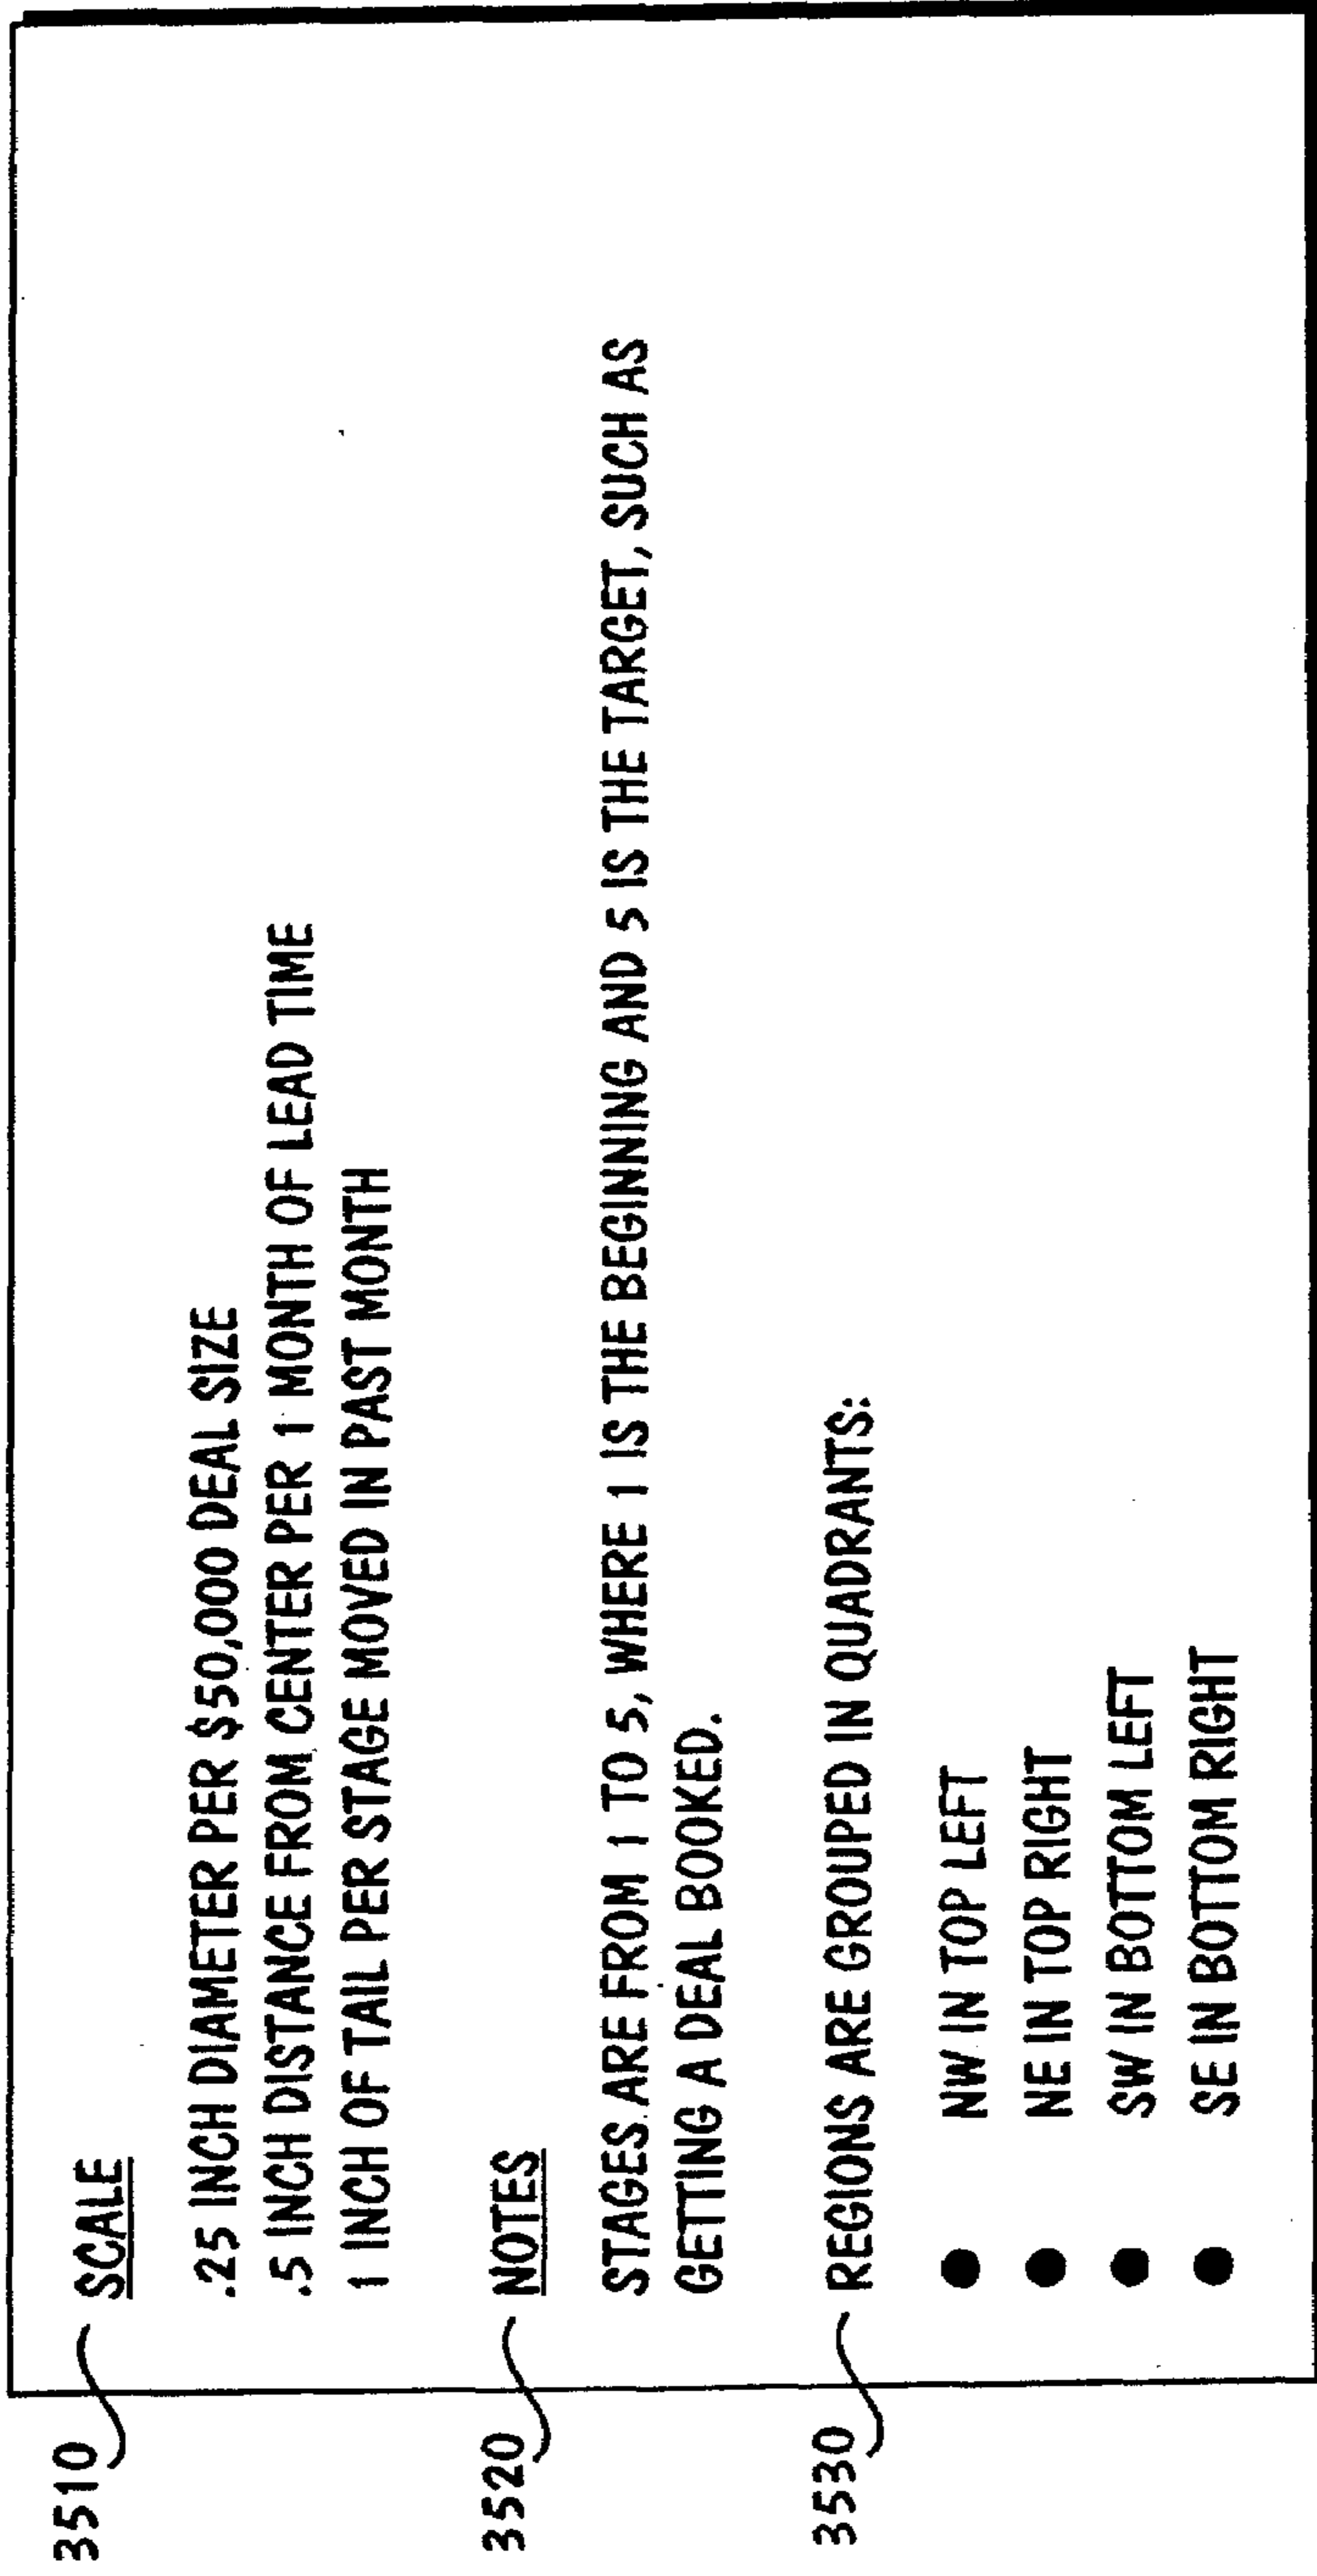 3510
SCALE
.25 INCH DIAMETER PER $50,000 DEAL SIZE
.5 INCH DISTANCE FROM CENTER PER 1 MONTH OF LEAD TIME
1 INCH OF TAIL PER STAGE MOVED IN PAST MONTH
3520
NOTES
STAGES ARE FROM 1 TO 5, WHERE 1 IS THE BEGINNING AND 5 IS THE TARGET, SUCH AS
GETTING A DEAL BOOKED.
3530
REGIONS ARE GROUPED IN QUADRANTS:
● NW IN TOP LEFT
● NE IN TOP RIGHT
● SW IN BOTTOM LEFT
● SE IN BOTTOM RIGHT